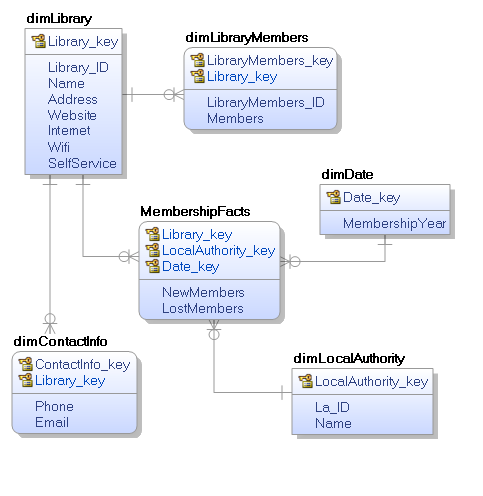 dimLibrary
Library_key
Library_ID
Name
Address
Website
Internet
Wifi
SelfService
dimLibraryMembers
LibraryMembers_key
Library_key
LibraryMembers_ID
Members
dimDate
Date_key
MembershipYear
MembershipFacts
Library_key
LocalAuthority_key
Date_key
NewMembers
LostMembers
dimContactInfo
ContactInfo_key
Library_key
Phone
Email
dimLocalAuthority
LocalAuthority_key
La_ID
Name